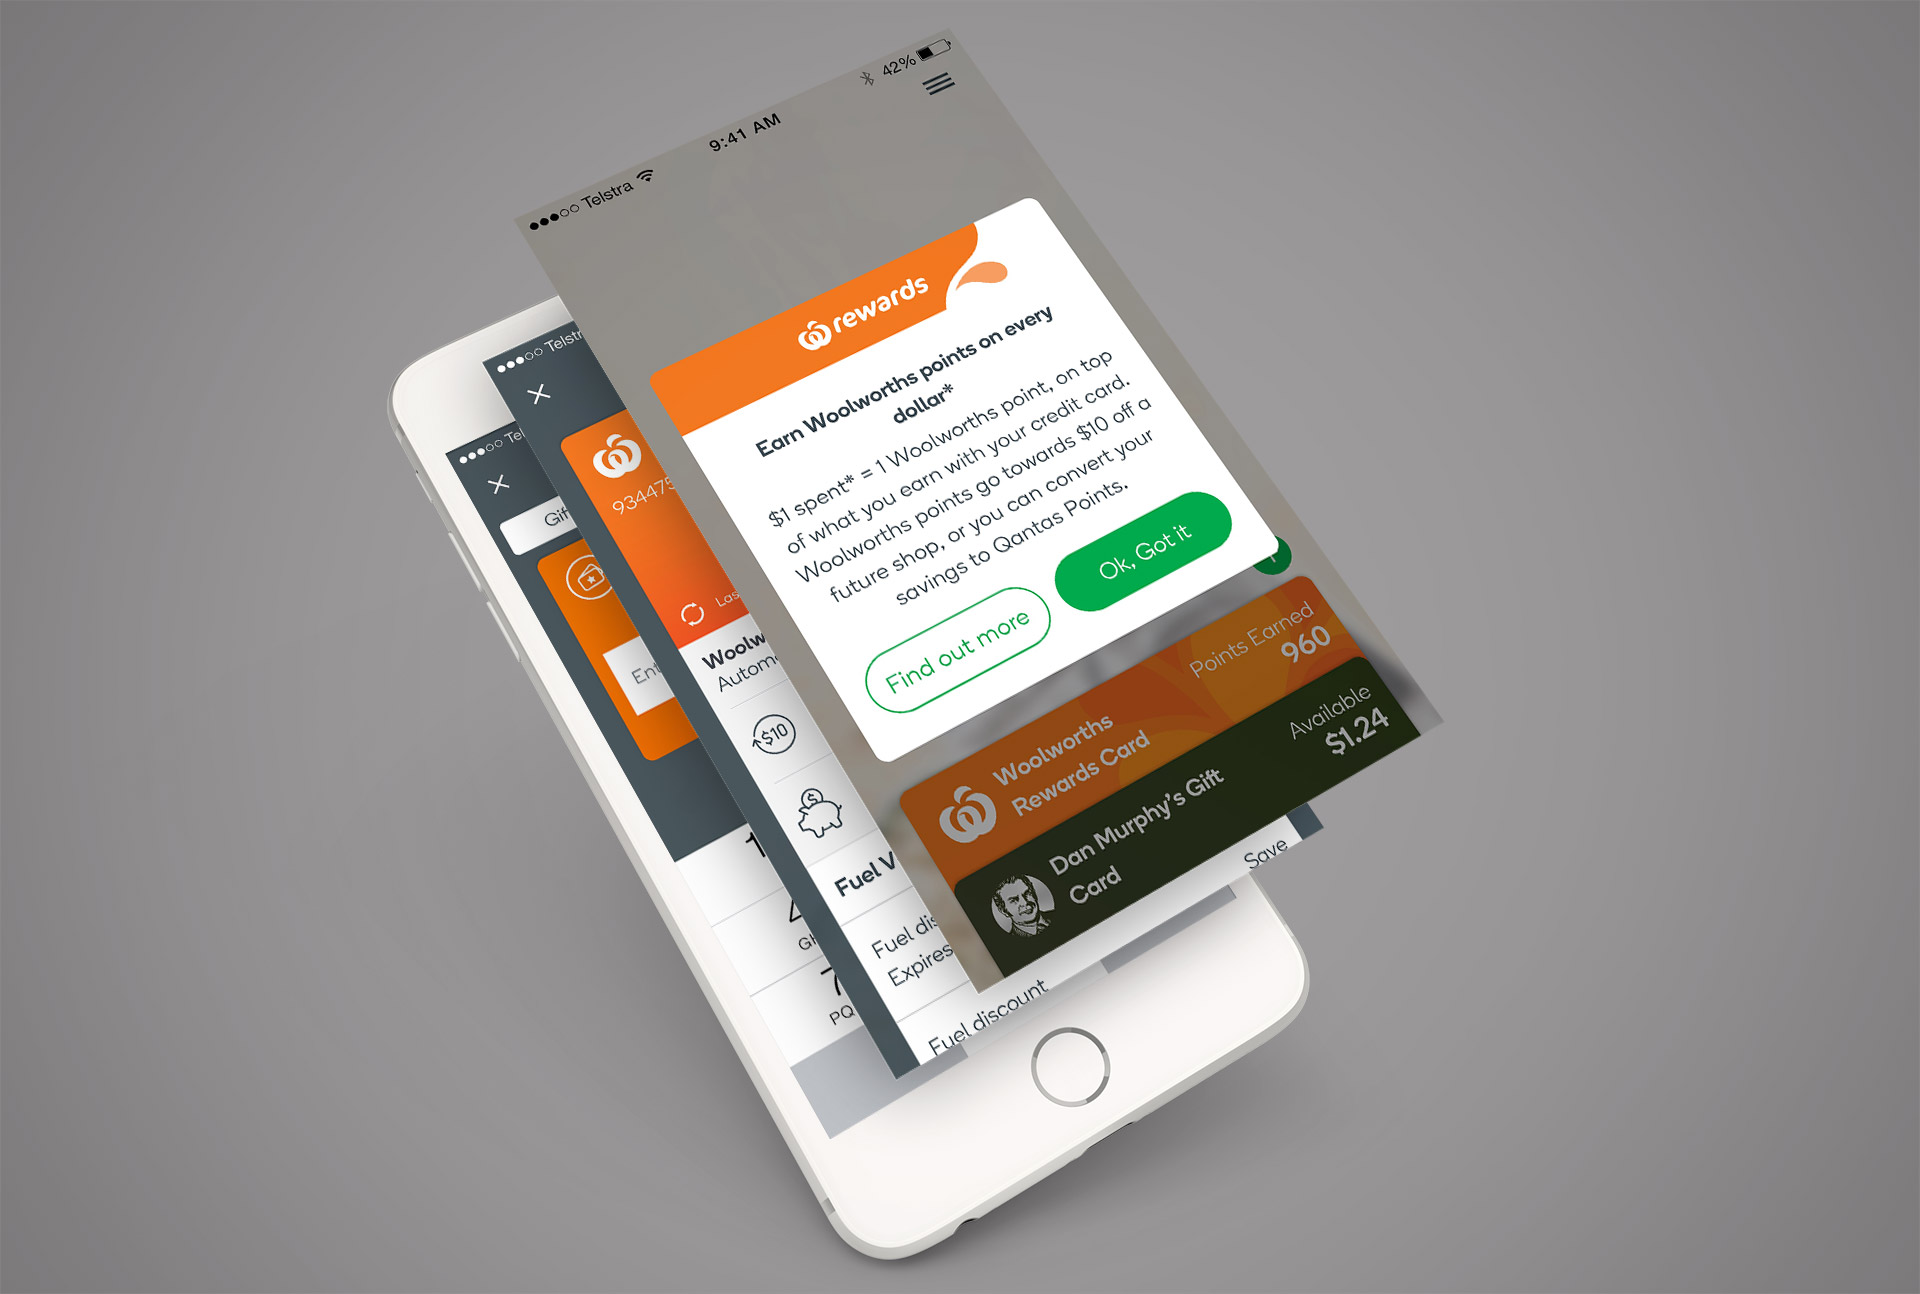 Telstra
9:41 AM
42%
rewards
Earn Woolworths points on every
dollar*
$1 spent* = 1 Woolworths point, on top
of what you earn with your credit card.
Woolworths points go towards $10 off a
future shop, or you can convert your
savings to Qantas Points.
Find out more
Ok, Got it
Woolworths
Rewards Card
Points Earned
960
Dan Murphy's Gift
Card
Available
$1.24
Telstr
934475
Las
Woolw
Autom
$10
$
Fuel V
Fuel dis
Expires
Fuel discount
Save
Te
Gif
Ent
1
GH
7
PQ